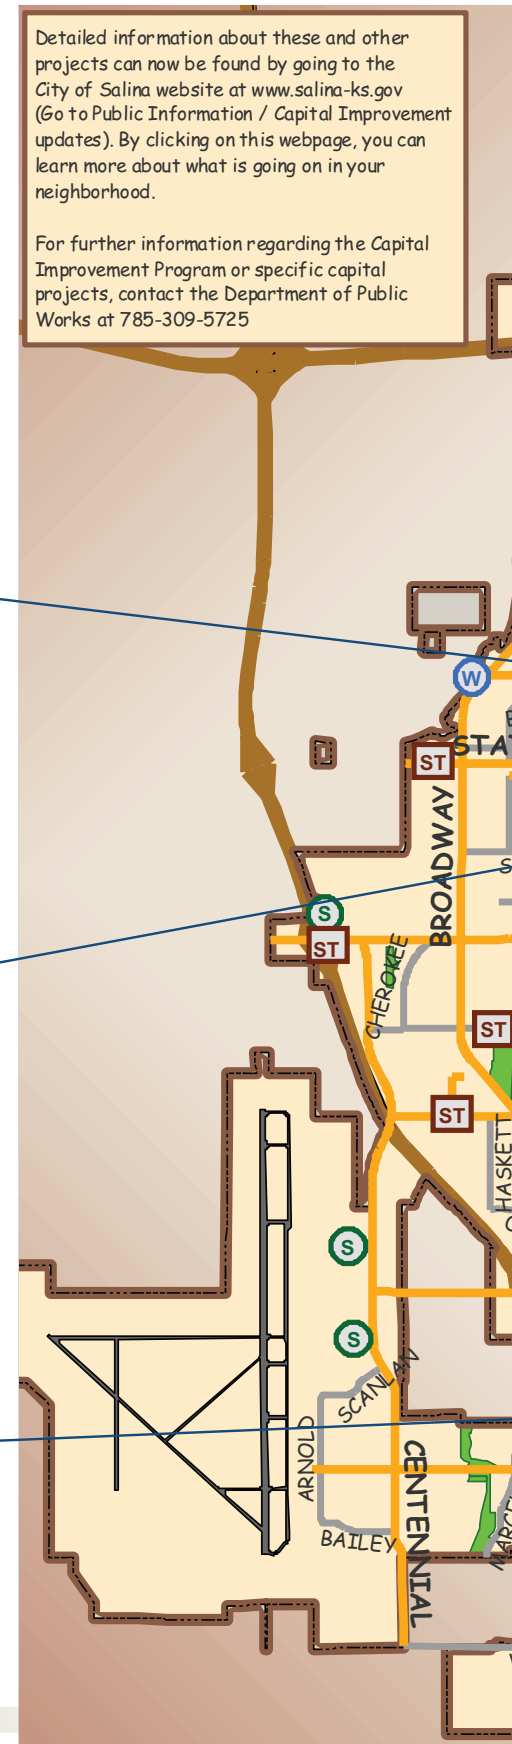 Detailed information about these and other
projects can now be found by going to the
City of Salina website at www.salina-ks.gov
(Go to Public Information / Capital Improvement
updates). By clicking on this webpage, you can
learn more about what is going on in your
neighborhood.
For further information regarding the Capital
Improvement Program or specific capital
projects, contact the Department of Public
Works at 785-309-5725
W
STA
ST
BROADWAY
S
S
ST
CHEROKEE
ST
ST
HASKETT
S
S
SCANLAN
ARNOLD
CENTENNIAL
BAILEY